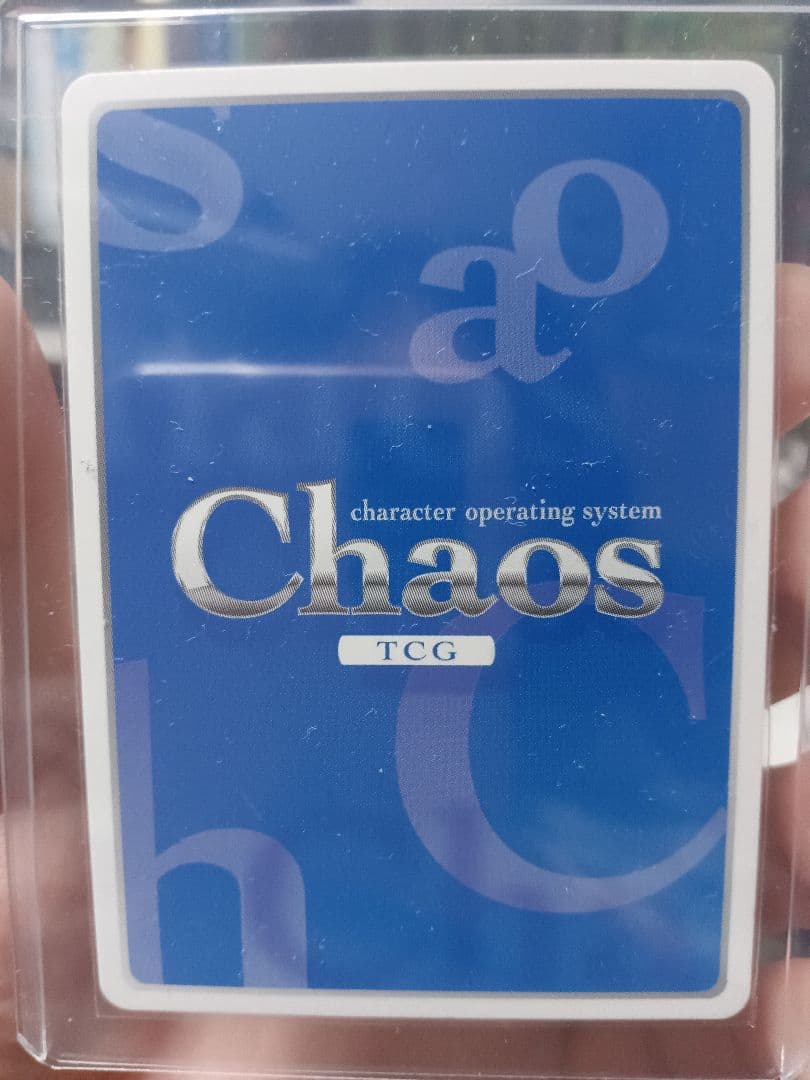 s
o
a
character operating system
Chaos
TCG
C
h